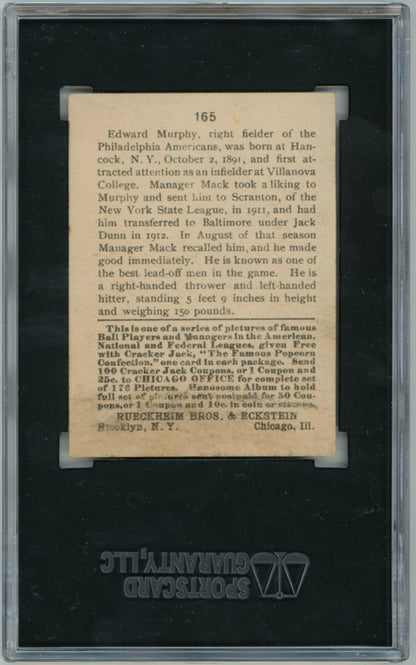 165
Edward Murphy, right fielder of the
Philadelphia Americans, was born at Han-
cock, N. Y., October 2, 1891, and first at-
tracted attention as an infielder at Villanova
College. Manager Mack took a liking to
Murphy and sent him to Scranton, of the
New York State League, in 1911, and had
him transferred to Baltimore under Jack
Dunn in 1912. In August of that season
Manager Mack recalled him, and he made
good immediately. He is known as one of
the best lead-off men in the game. He is
a right-handed thrower and left-handed
hitter, standing 5 feet 9 inches in height
and weighing 150 pounds.
This is one of a series of pictures of famous
Ball Players and Managers in the American,
National and Federal Leagues, given Free
with Cracker Jack, "The Famous Popcorn
Confection," one card in each package. Send
100 Cracker Jack Coupons, or 1 Coupon and
25c. to CHICAGO OFFICE for complete set
of 176 Pictures. Handsome Album to hold
full set of pictures sent postpaid for 50 Cou-
pons, or 1 Coupon and 10c. in coin or stamps.
RUECKHEIM BROS. & ECKSTEIN
Brooklyn, N. Y. Chicago, Ill.
SPORTSCARD
GUARANTY, LLC